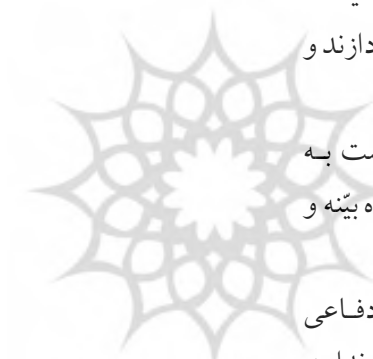 دازند و
ست بـه
ه بیّنه و
دفـاعی